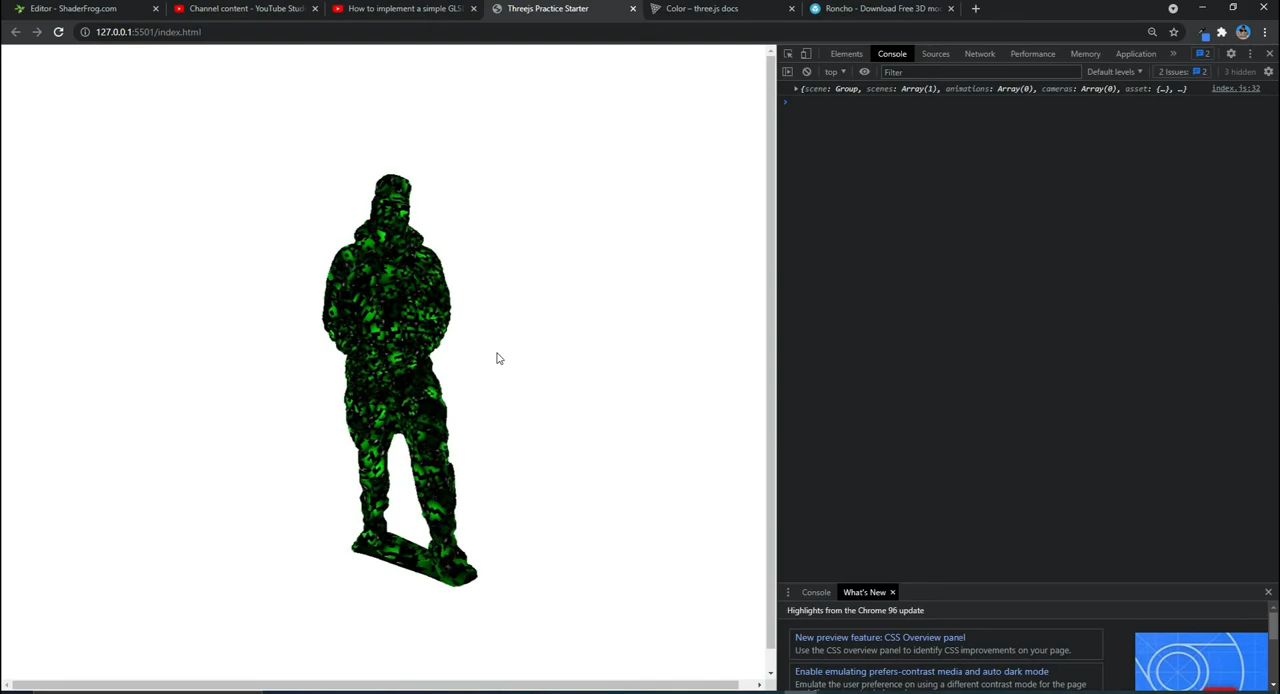 Editor - ShaderFrog.com
Channel content - YouTube Stud
How to implement a simple GLS
Threejs Practice Starter
Color – three.js docs
Roncho - Download Free 3D mo
127.0.0.1:5501/index.html
Elements Console Sources Network Performance Memory Application » 2
top Filter Default levels 2 Issues: 2 3 hidden
{scene: Group, scenes: Array(1), animations: Array(0), cameras: Array(0), asset: {…}, …} index.js:32
Console What's New
Highlights from the Chrome 96 update
New preview feature: CSS Overview panel
Use the CSS overview panel to identify CSS improvements on your page.
Enable emulating prefers-contrast media and auto dark mode
Emulate the user preference on using a different contrast mode for the page